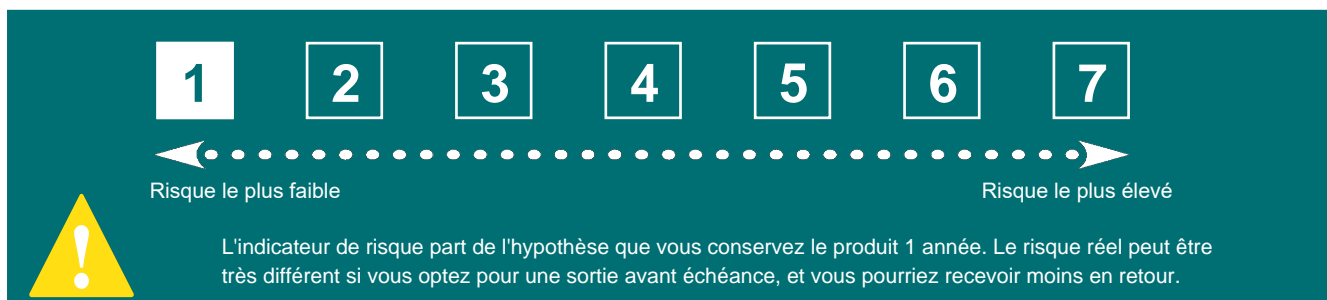 1 2 3 4 5 6 7
Risque le plus faible Risque le plus élevé
!
L'indicateur de risque part de l'hypothèse que vous conservez le produit 1 année. Le risque réel peut être
très différent si vous optez pour une sortie avant échéance, et vous pourriez recevoir moins en retour.